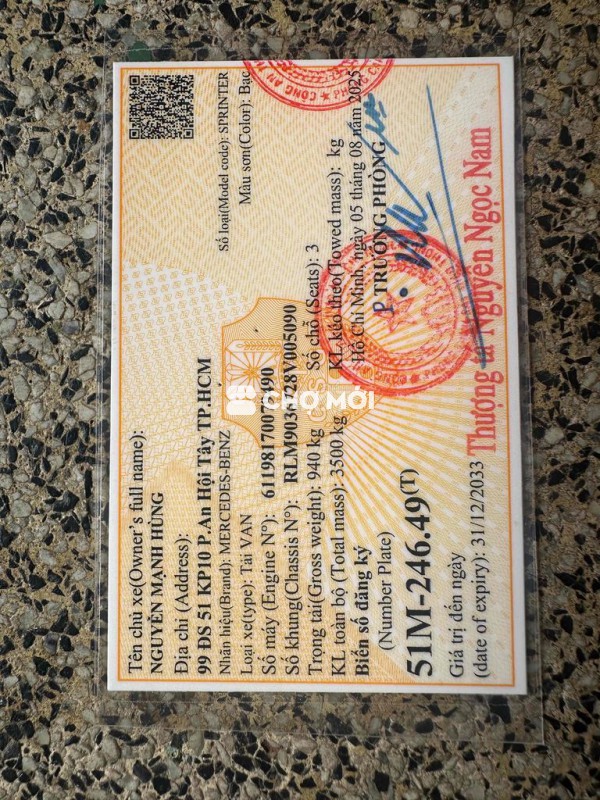 Tên chủ xe(Owner's full name):
NGUYỄN MẠNH HÙNG
Địa chỉ (Address):
99 ĐS 51 KP10 P.An Hội Tây TP.HCM
Nhãn hiệu(Brand): MERCEDES-BENZ Số loại(Model code): SPRINTER
Loại xe(type): Tải VAN Màu sơn(Color): Bạc
Số máy (Engine Nº): 490
Số khung(Chassis Nº):
Trọng tải(Gross weight): 940 kg Số chỗ (Seats): 3
KL toàn bộ (Total mass): 3500 kg KL kéo theo(Towed mass): kg
Biển số đăng ký Hồ Chí Minh, ngày 05 tháng 08 năm 2025
(Number Plate) P.TRƯỞNG PHÒNG
51M-246.49(T)
Giá trị đến ngày
(date of expiry): 31/12/2033
Thượng tá Nguyễn Ngọc Nam
CHỢ MỚI
CÔNG AN